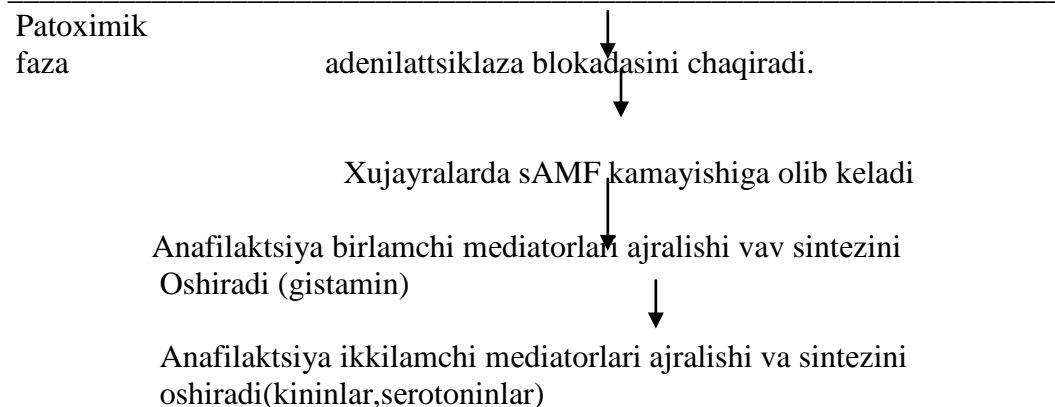 Patoximik
faza adenilattsiklaza blokadasini chaqiradi.
Xujayralarda sAMF kamayishiga olib keladi
Anafilaktsiya birlamchi mediatorlari ajralishi vav sintezini
Oshiradi (gistamin)
Anafilaktsiya ikkilamchi mediatorlari ajralishi va sintezini
oshiradi(kininlar,serotoninlar)